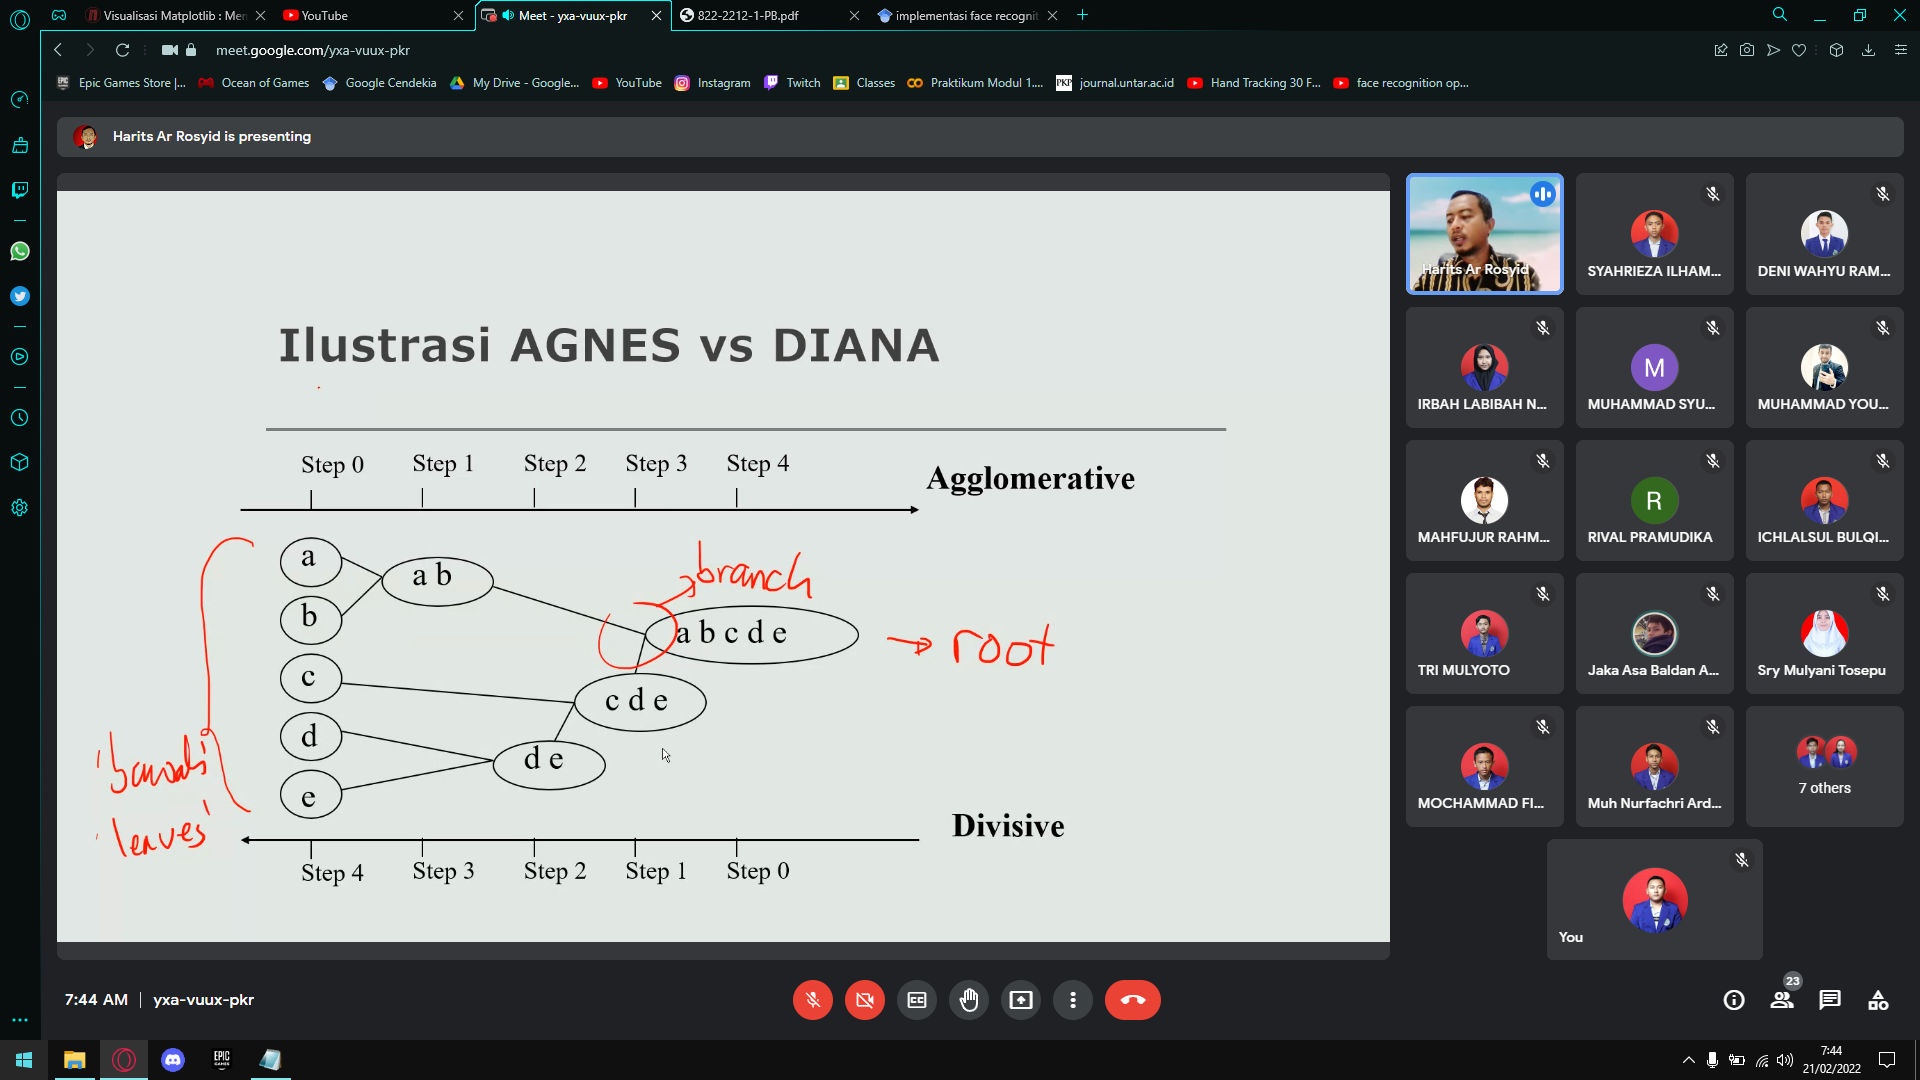 Visualisasi Matplotlib : Men
YouTube
Meet - yxa-vuux-pkr
822-2212-1-PB.pdf
implementasi face recognit
meet.google.com/yxa-vuux-pkr
Epic Games Store |...
Ocean of Games
Google Cendekia
My Drive - Google...
YouTube
Instagram
Twitch
Classes
Praktikum Modul 1....
PKP journal.untar.ac.id
Hand Tracking 30 F...
face recognition op...
Harits Ar Rosyid is presenting
Ilustrasi AGNES vs DIANA
Step 0 Step 1 Step 2 Step 3 Step 4
Agglomerative
a
b
c
d
e
a b
d e
c d e
a b c d e
branch
→ root
'leaves'
Divisive
Step 4 Step 3 Step 2 Step 1 Step 0
Harits Ar Rosyid
SYAHRIEZA ILHAM...
DENI WAHYU RAM...
IRBAH LABIBAH N...
M
MUHAMMAD SYU...
MUHAMMAD YOU...
MAHFUJUR RAHM...
R
RIVAL PRAMUDIKA
ICHLALSUL BULQI...
TRI MULYOTO
Jaka Asa Baldan A...
Sry Mulyani Tosepu
MOCHAMMAD FI...
Muh Nurfachri Ard...
7 others
You
7:44 AM | yxa-vuux-pkr
23
EPIC GAMES
7:44
21/02/2022